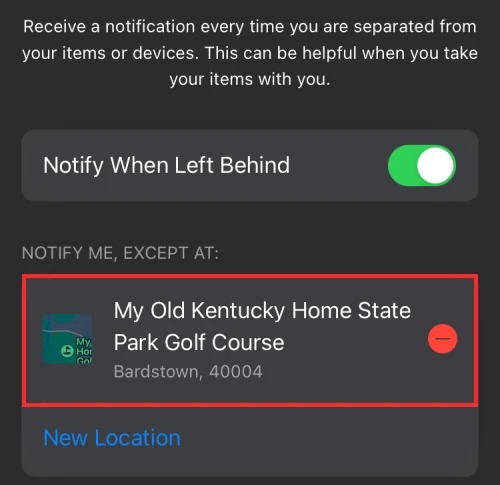 Receive a notification every time you are separated from
your items or devices. This can be helpful when you take
your items with you.
Notify When Left Behind
NOTIFY ME, EXCEPT AT:
My Old Kentucky Home State
Park Golf Course
Bardstown, 40004
My
Hor
Gol
New Location